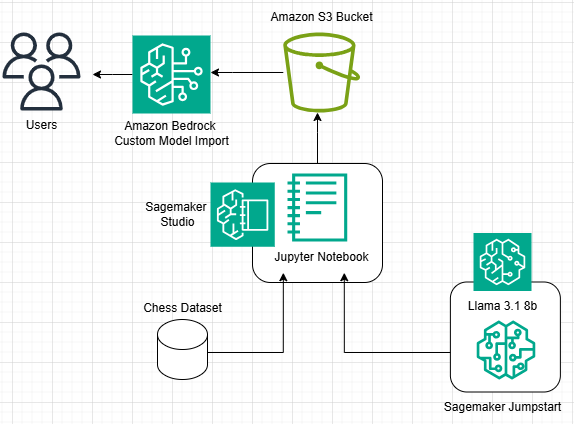 Amazon S3 Bucket
Users
Amazon Bedrock
Custom Model Import
Sagemaker
Studio
Jupyter Notebook
Chess Dataset
Llama 3.1 8b
Sagemaker Jumpstart